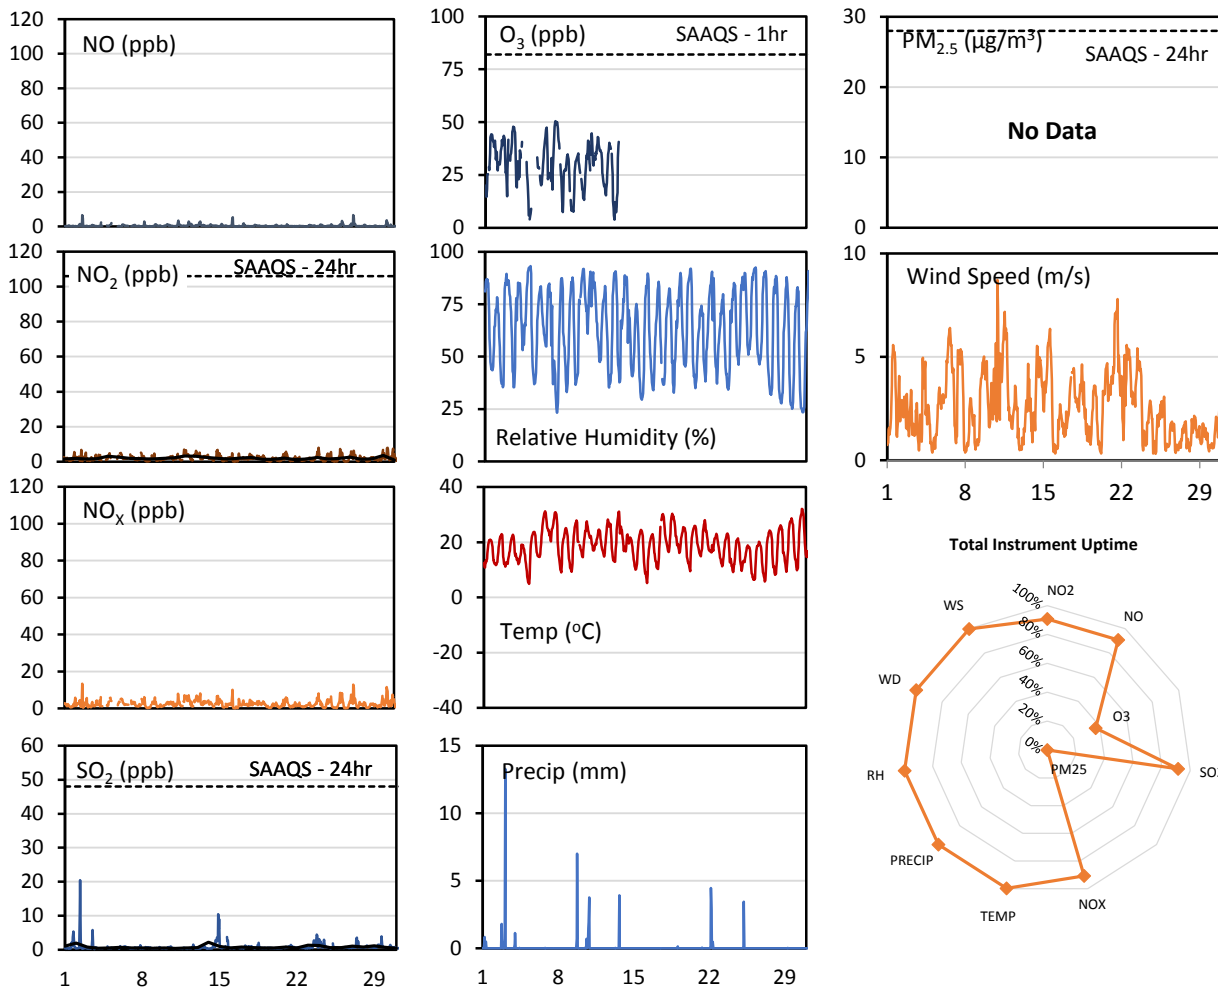 120
100
80
60
40
20
0
NO (ppb)
120
100
80
60
40
20
0
NO₂ (ppb)
SAAQS - 24hr
120
100
80
60
40
20
0
NOₓ (ppb)
60
50
40
30
20
10
0
SO₂ (ppb)
SAAQS - 24hr
1 8 15 22 29
100
75
50
25
0
O₃ (ppb)
SAAQS - 1hr
100
75
50
25
0
Relative Humidity (%)
40
20
0
-20
-40
Temp (⁰C)
15
10
5
0
Precip (mm)
1 8 15 22 29
30
20
10
0
PM₂.₅ (µg/m³)
SAAQS - 24hr
No Data
10
5
0
Wind Speed (m/s)
1 8 15 22 29
Total Instrument Uptime
100%
80%
60%
40%
20%
0%
NO2
NO
O3
PM25
NOX
TEMP
PRECIP
RH
WD
WS